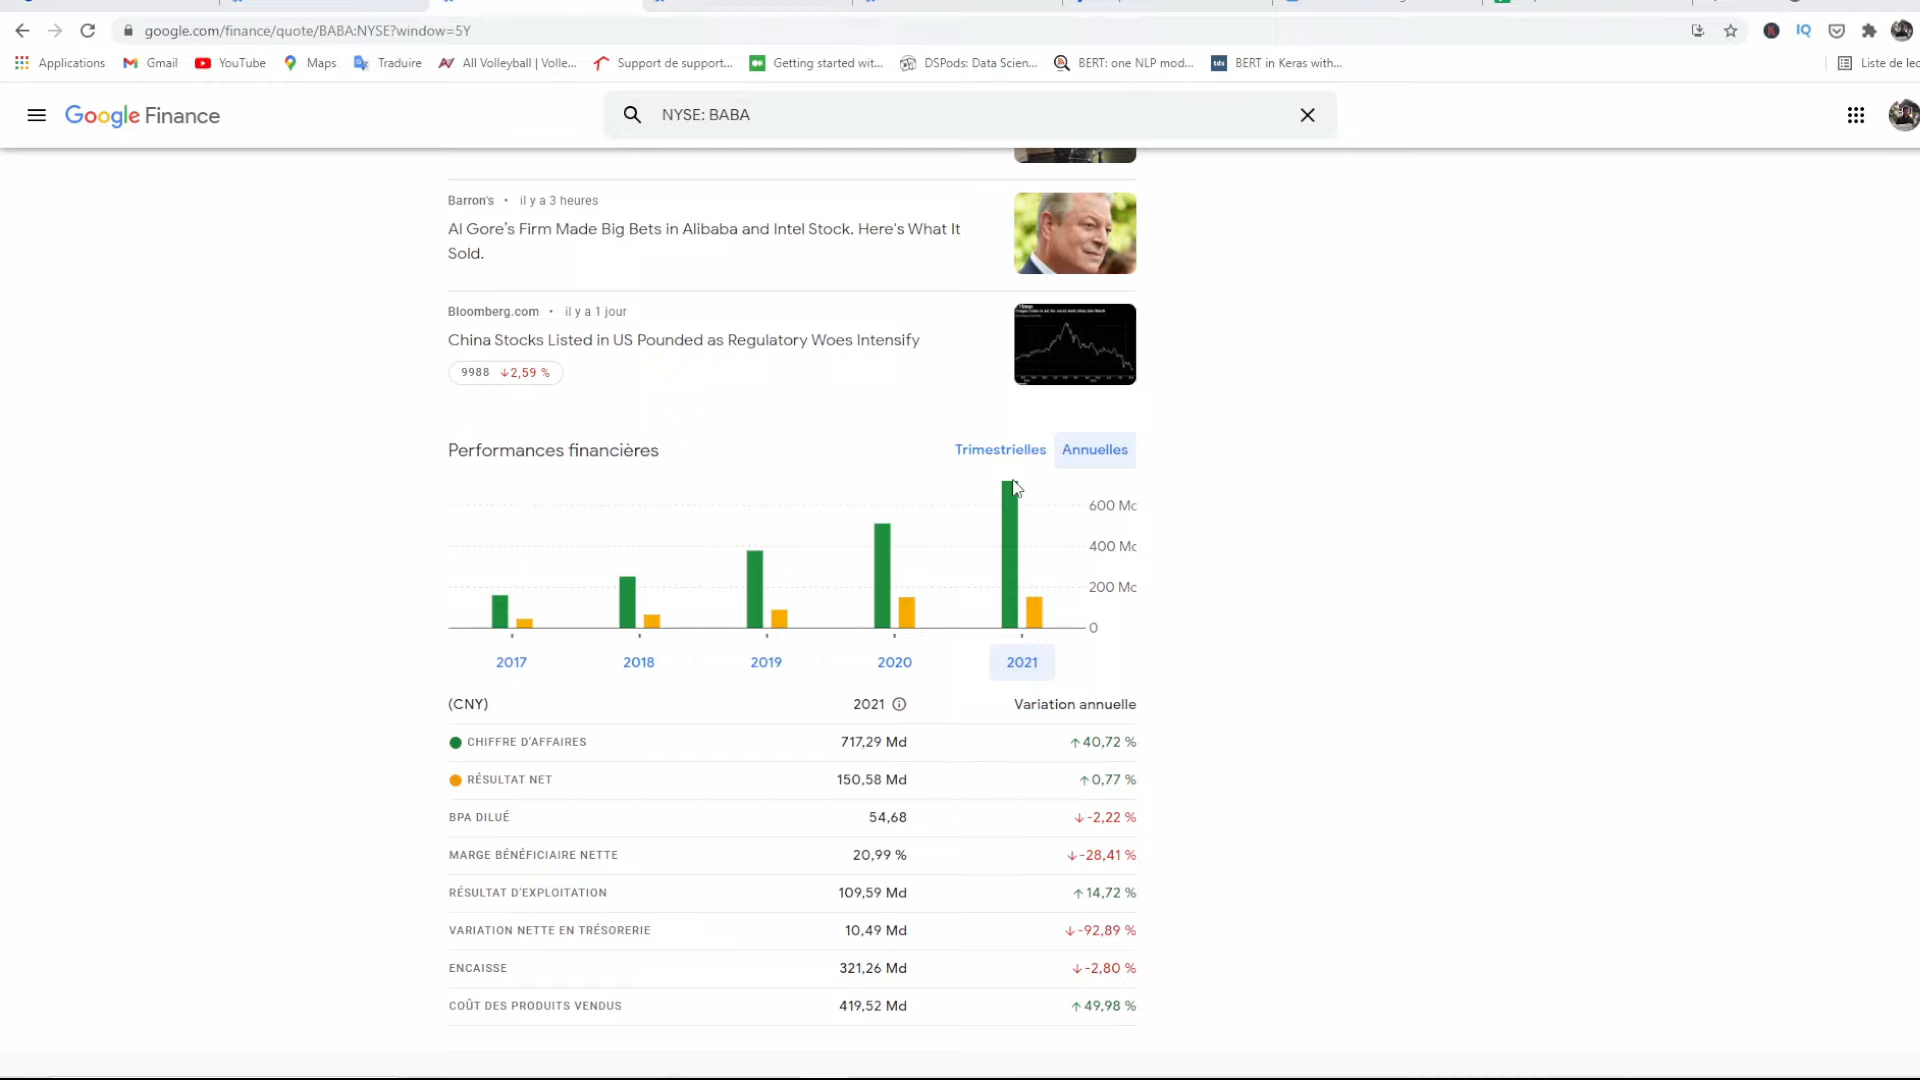 google.com/finance/quote/BABA:NYSE?window=5Y
IQ
Applications
Gmail
YouTube
Maps
Traduire
All Volleyball | Volle...
Support de support...
Getting started wit...
DSPods: Data Scien...
BERT: one NLP mod...
tds
BERT in Keras with...
Liste de lec
Google Finance
NYSE: BABA
Barron's • il y a 3 heures
Al Gore's Firm Made Big Bets in Alibaba and Intel Stock. Here's What It
Sold.
Bloomberg.com • il y a 1 jour
China Stocks Listed in US Pounded as Regulatory Woes Intensify
9988 ↓2,59 %
Performances financières
Trimestrielles
Annuelles
600 Mc
400 Mc
200 Mc
0
2017 2018 2019 2020 2021
(CNY) 2021 Variation annuelle
CHIFFRE D'AFFAIRES 717,29 Md ↑40,72 %
RÉSULTAT NET 150,58 Md ↑0,77 %
BPA DILUÉ 54,68 ↓-2,22 %
MARGE BÉNÉFICIAIRE NETTE 20,99 % ↓-28,41 %
RÉSULTAT D'EXPLOITATION 109,59 Md ↑14,72 %
VARIATION NETTE EN TRÉSORERIE 10,49 Md ↓-92,89 %
ENCAISSE 321,26 Md ↓-2,80 %
COÛT DES PRODUITS VENDUS 419,52 Md ↑49,98 %